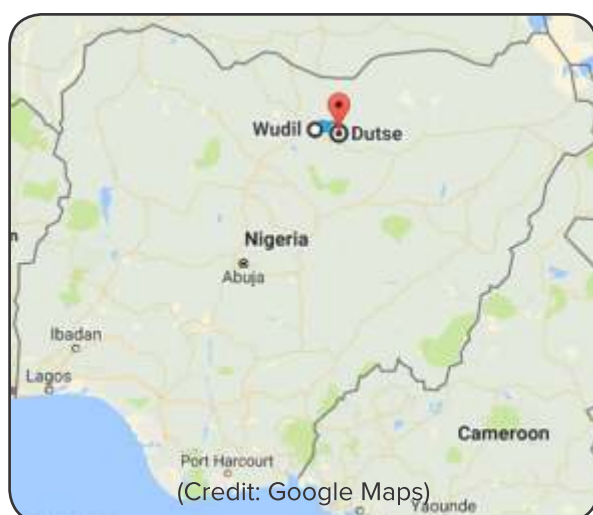 Wudil
Dutse
n
Nigeria
Abuja
Ibadan
Lagos
Cameroon
Port Harcourt
(Credit: Google Maps)
Yaounde